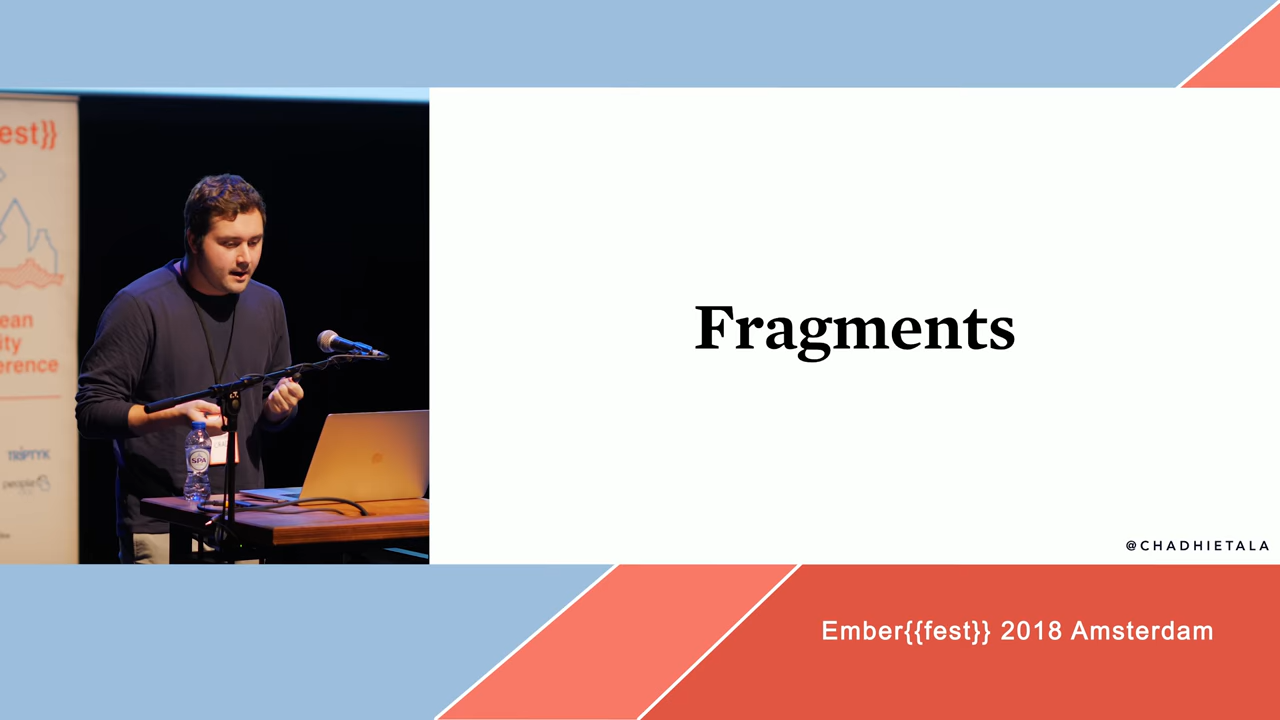 est}}
ean
ity
erence
TRIPTYK
people
SPA
Fragments
@CHADHIETALA
Ember{{fest}} 2018 Amsterdam